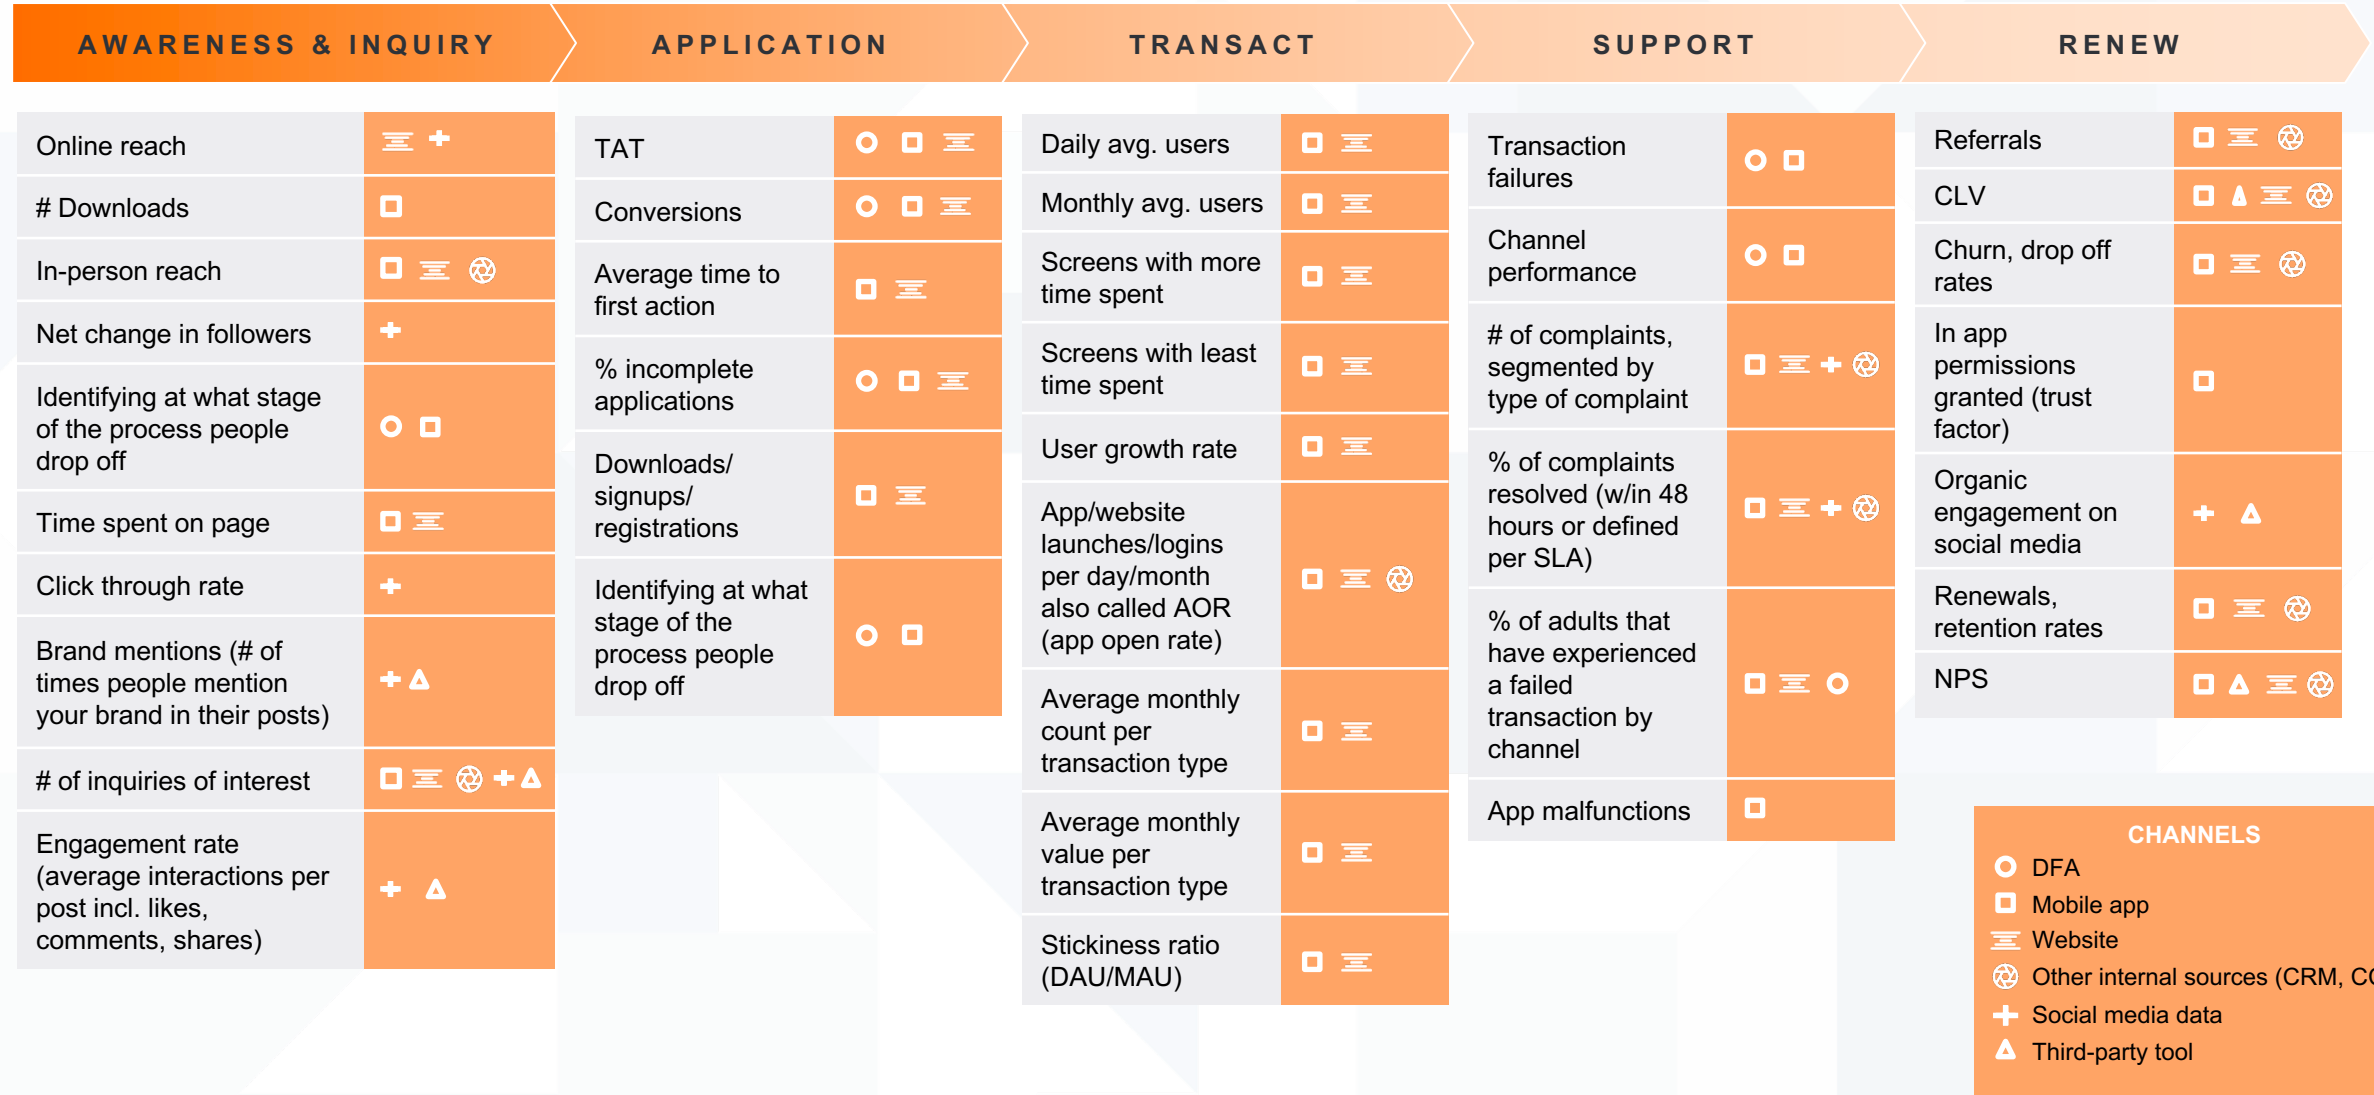 AWARENESS & INQUIRY
APPLICATION
TRANSACT
SUPPORT
RENEW
Online reach
# Downloads
In-person reach
Net change in followers
Identifying at what stage
of the process people
drop off
Time spent on page
Click through rate
Brand mentions (# of
times people mention
your brand in their posts)
# of inquiries of interest
Engagement rate
(average interactions per
post incl. likes,
comments, shares)
TAT
Conversions
Average time to
first action
% incomplete
applications
Downloads/
signups/
registrations
Identifying at what
stage of the
process people
drop off
Daily avg. users
Monthly avg. users
Screens with more
time spent
Screens with least
time spent
User growth rate
App/website
launches/logins
per day/month
also called AOR
(app open rate)
Average monthly
count per
transaction type
Average monthly
value per
transaction type
Stickiness ratio
(DAU/MAU)
Transaction
failures
Channel
performance
# of complaints,
segmented by
type of complaint
% of complaints
resolved (w/in 48
hours or defined
per SLA)
% of adults that
have experienced
a failed
transaction by
channel
App malfunctions
Referrals
CLV
Churn, drop off
rates
In app
permissions
granted (trust
factor)
Organic
engagement on
social media
Renewals,
retention rates
NPS
CHANNELS
DFA
Mobile app
Website
Other internal sources (CRM,
Social media data
Third-party tool